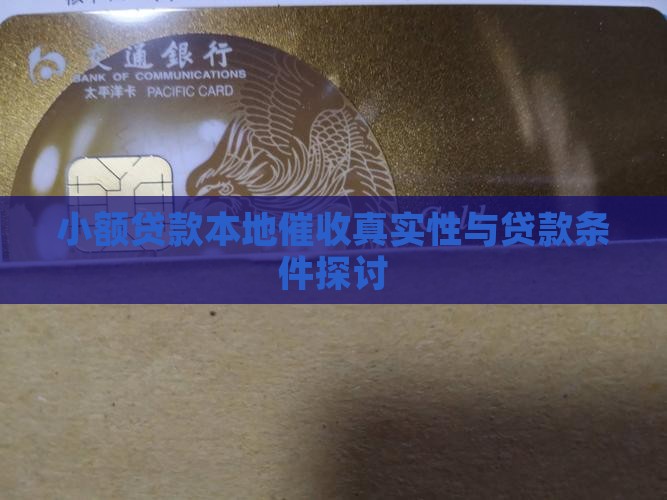 交通銀行
BANK OF COMMUNICATIONS
太平洋卡 PACIFIC CARD
Gold
小额贷款本地催收真实性与贷款条
件探讨